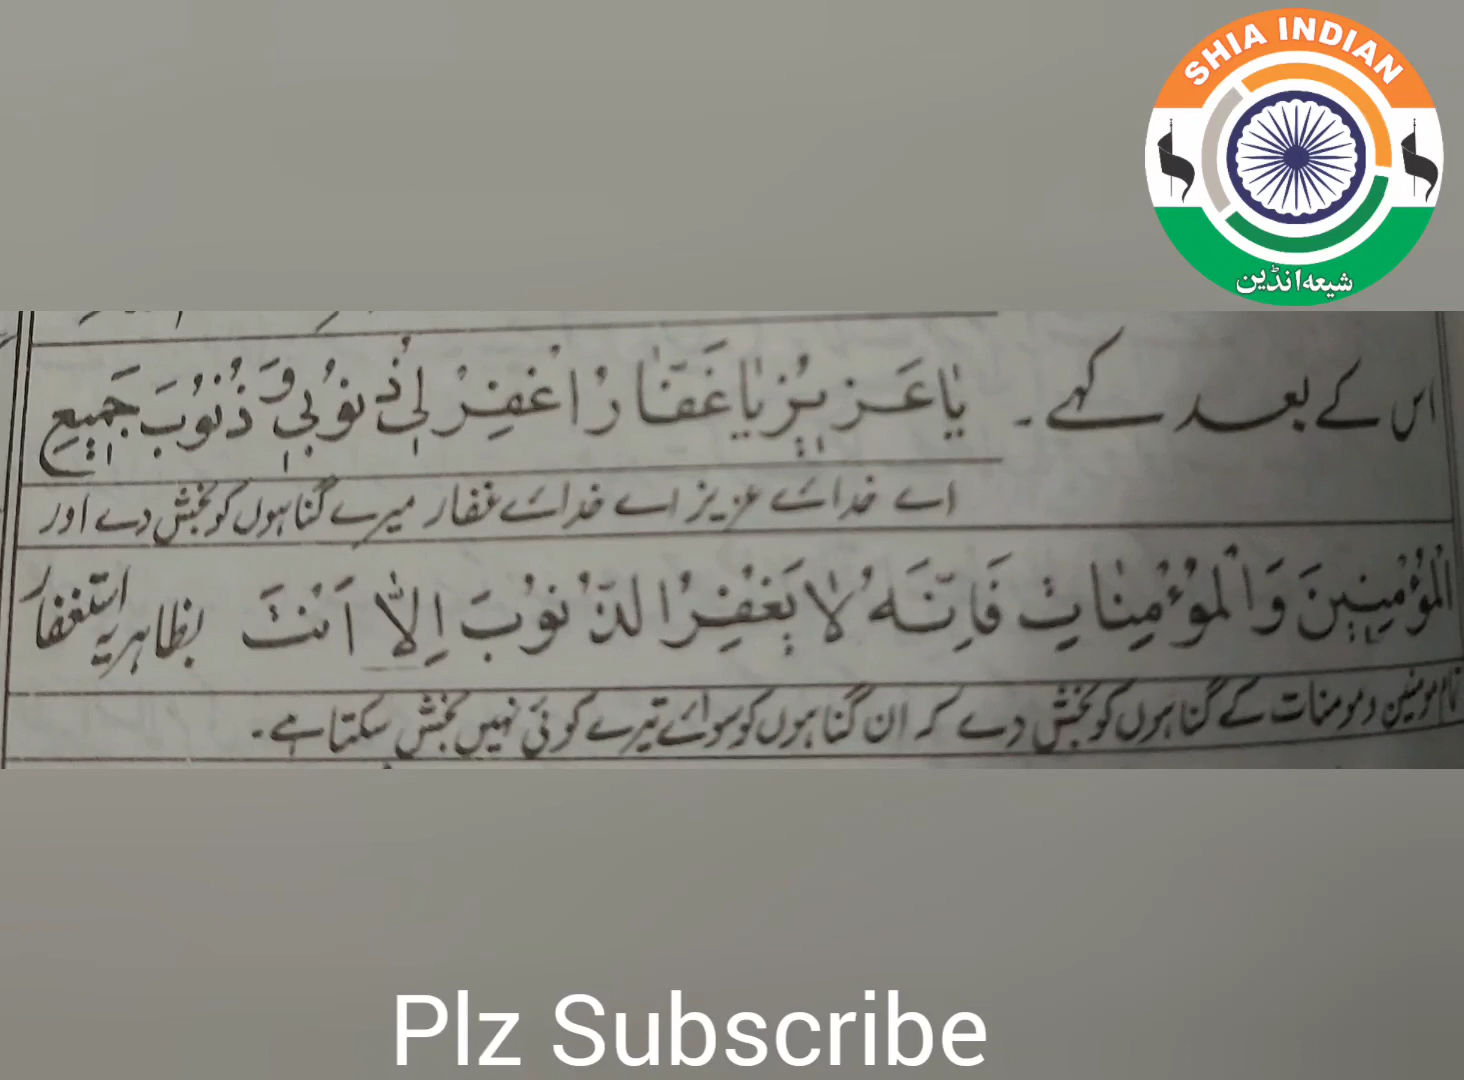 SHIA INDIAN
شیعہ انڈین
اس کے بعد کہے۔ یَا عَزِیْزُ یَا غَفَّارُ اغْفِرْ لِیْ ذُنُوْبِیْ وَ ذُنُوْبَ جَمِیْعِ
اے خدائے عزیز اے خدائے غفار میرے گناہوں کو بخش دے اور
الْمُؤْمِنِیْنَ وَالْمُؤْمِنَاتِ فَاِنَّهٗ لَا یَغْفِرُ الذُّنُوْبَ اِلَّا اَنْتَ بظاہر یہ استغفار
تمام مومنین و مومنات کے گناہوں کو بخش دے کہ ان گناہوں کو سوائے تیرے کوئی نہیں بخش سکتا ہے۔
Plz Subscribe